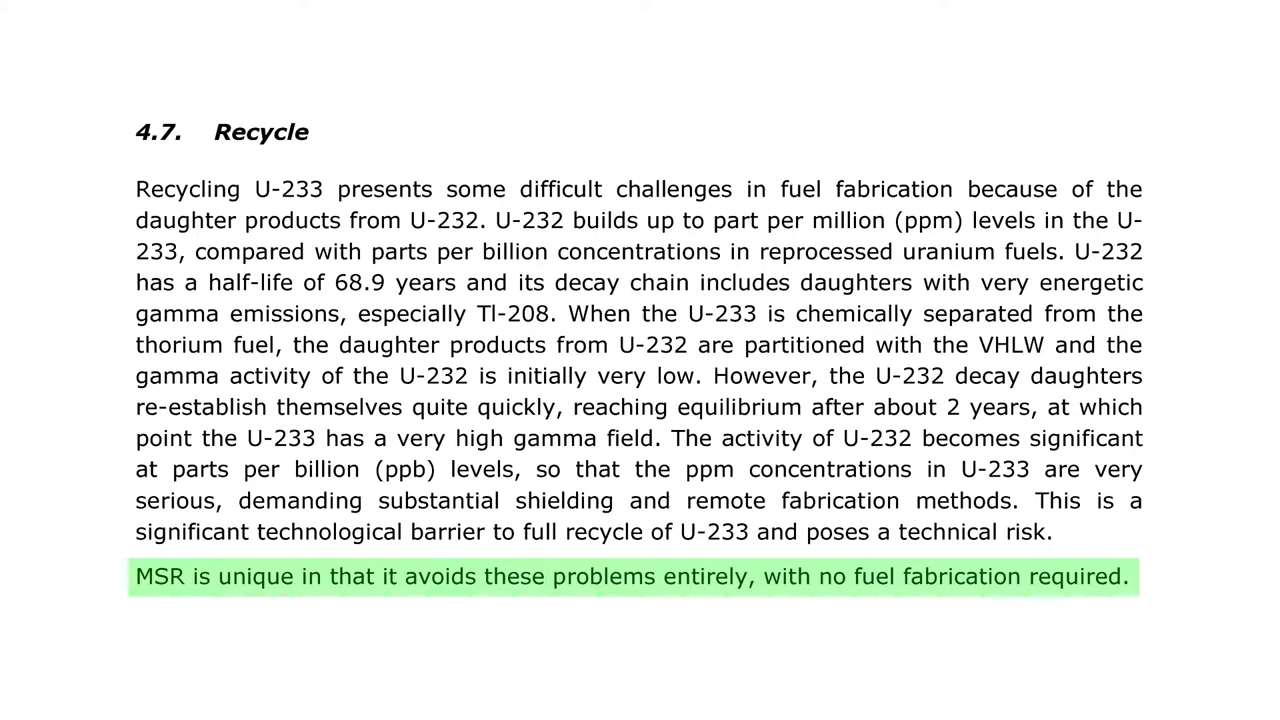 4.7. Recycle
Recycling U-233 presents some difficult challenges in fuel fabrication because of the
daughter products from U-232. U-232 builds up to part per million (ppm) levels in the U-
233, compared with parts per billion concentrations in reprocessed uranium fuels. U-232
has a half-life of 68.9 years and its decay chain includes daughters with very energetic
gamma emissions, especially Tl-208. When the U-233 is chemically separated from the
thorium fuel, the daughter products from U-232 are partitioned with the VHLW and the
gamma activity of the U-232 is initially very low. However, the U-232 decay daughters
re-establish themselves quite quickly, reaching equilibrium after about 2 years, at which
point the U-233 has a very high gamma field. The activity of U-232 becomes significant
at parts per billion (ppb) levels, so that the ppm concentrations in U-233 are very
serious, demanding substantial shielding and remote fabrication methods. This is a
significant technological barrier to full recycle of U-233 and poses a technical risk.
MSR is unique in that it avoids these problems entirely, with no fuel fabrication required.